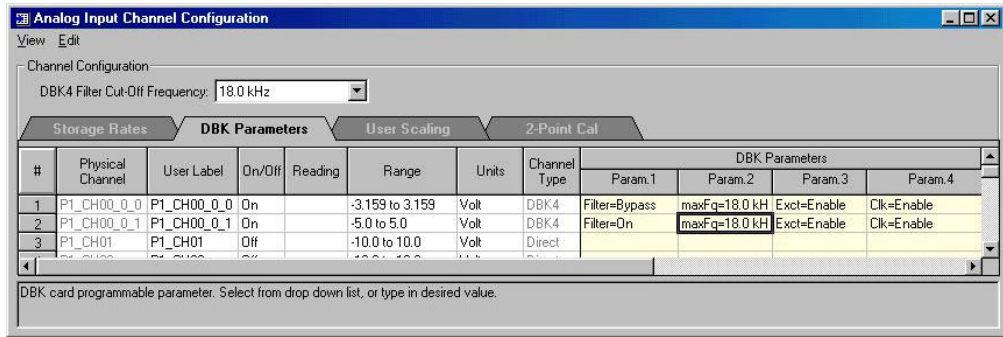 Analog Input Channel Configuration
View Edit
Channel Configuration
DBK4 Filter Cut-Off Frequency: 18.0 kHz
Storage Rates DBK Parameters User Scaling 2-Point Cal
# Physical Channel User Label On/Off Reading Range Units Channel Type DBK Parameters
Param.1 Param.2 Param.3 Param.4
1 P1_CH00_0_0 P1_CH00_0_0 On -3.159 to 3.159 Volt DBK4 Filter=Bypass maxFq=18.0 kH Exct=Enable Clk=Enable
2 P1_CH00_0_1 P1_CH00_0_1 On -5.0 to 5.0 Volt DBK4 Filter=On maxFq=18.0 kH Exct=Enable Clk=Enable
3 P1_CH01 P1_CH01 Off -10.0 to 10.0 Volt Direct
DBK card programmable parameter. Select from drop down list, or type in desired value.